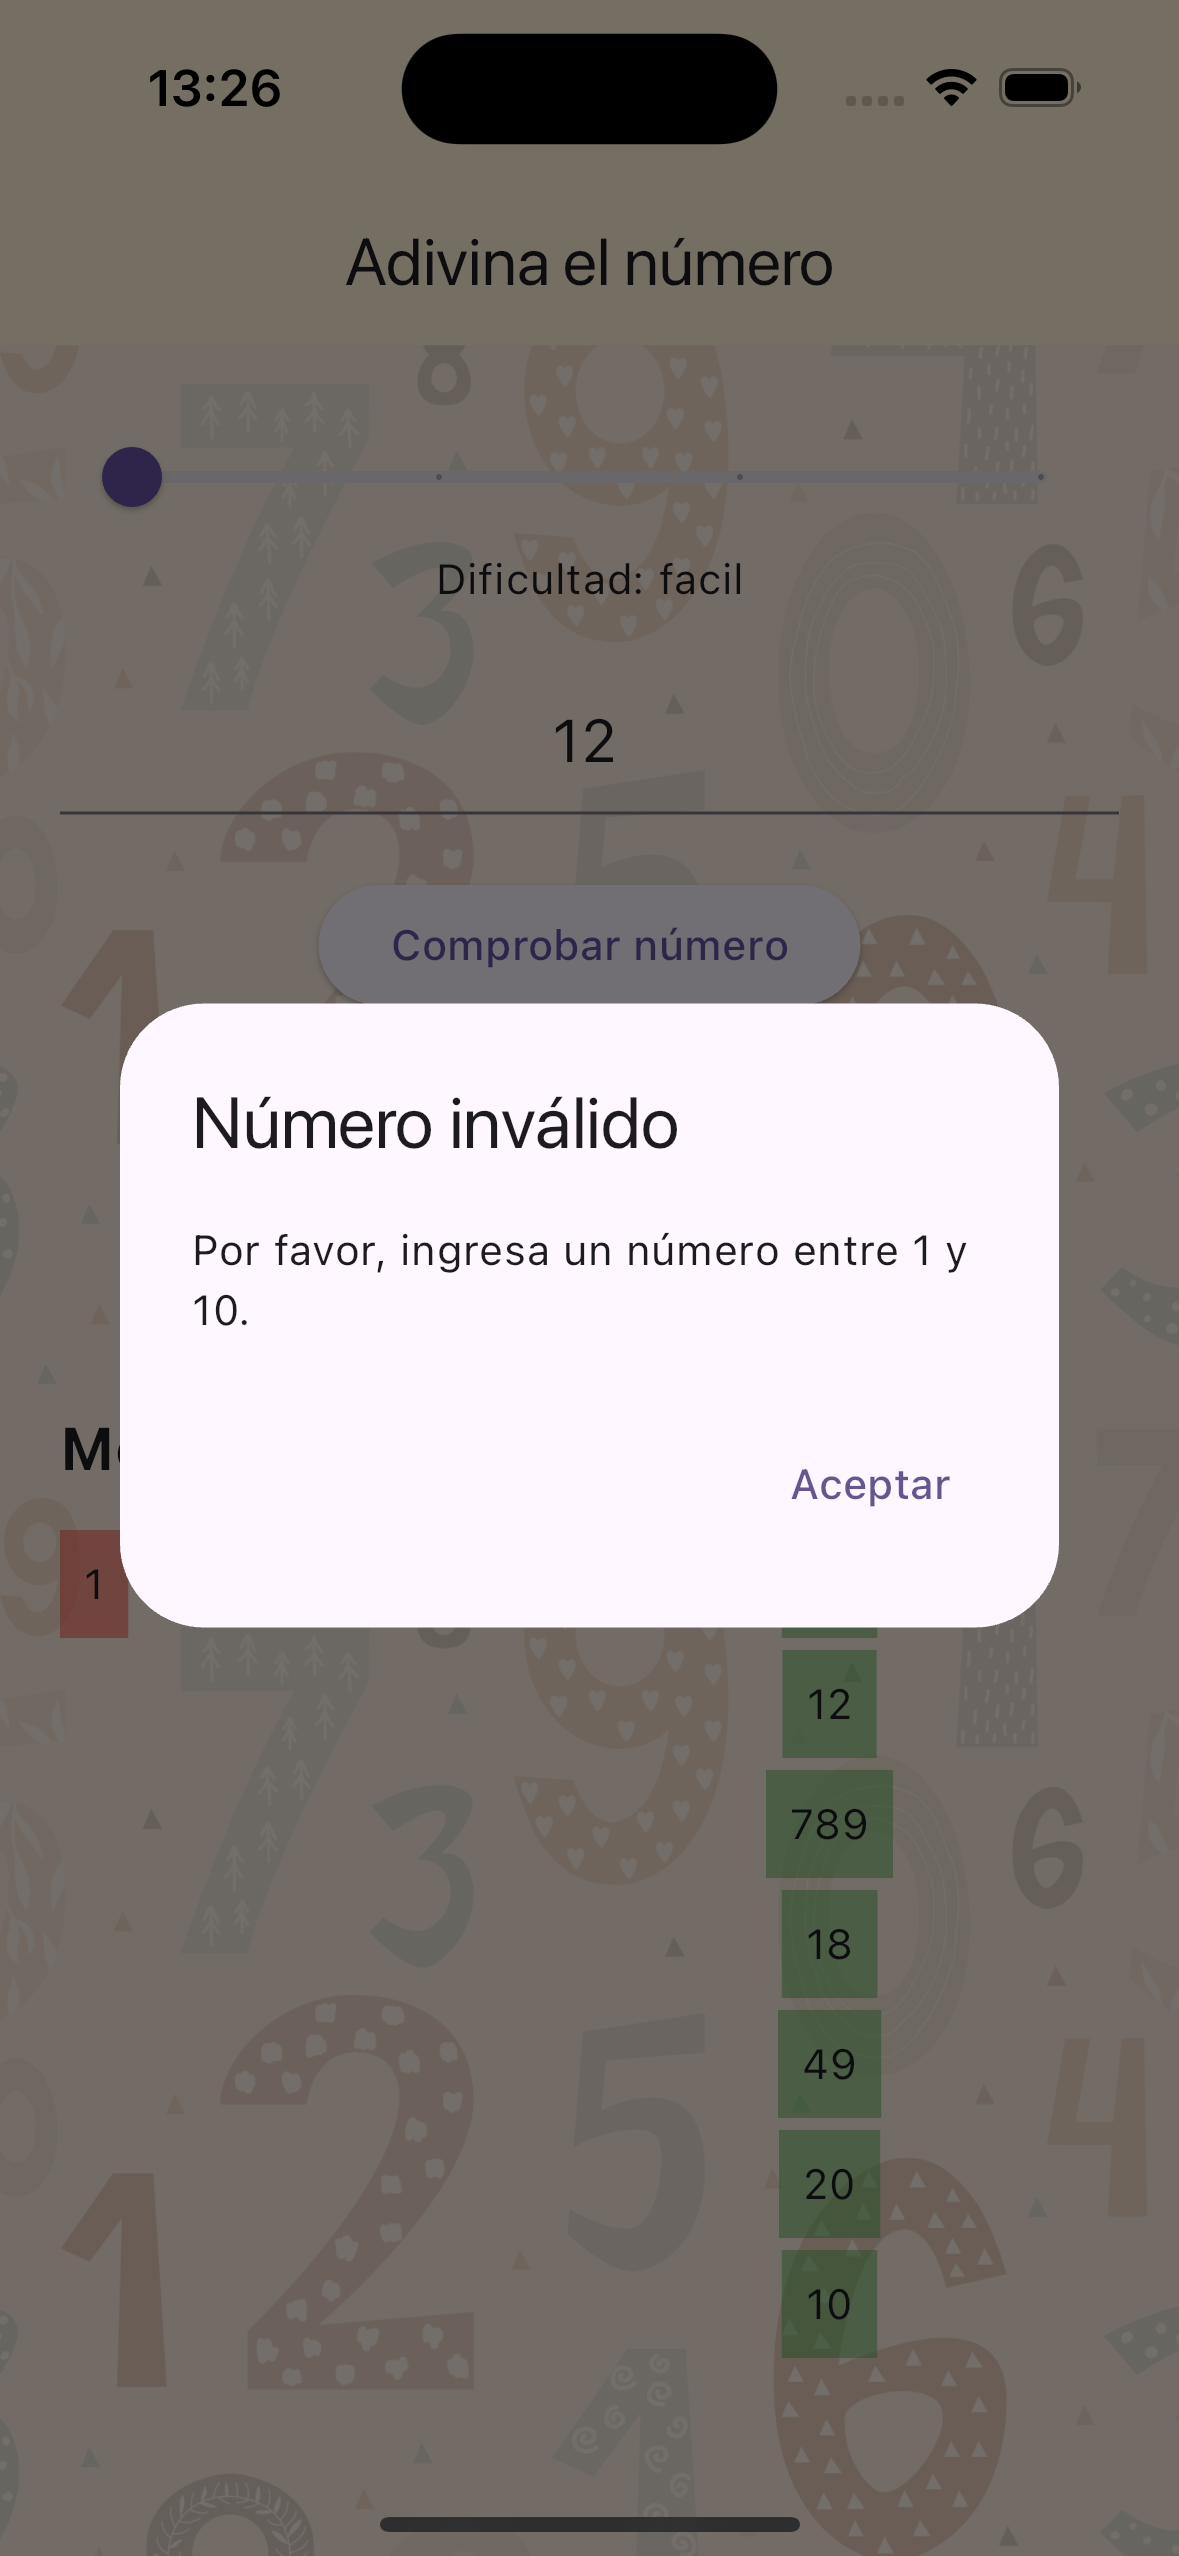 13:26
Adivina el número
Dificultad: facil
12
Comprobar número
Número inválido
Por favor, ingresa un número entre 1 y
10.
Aceptar
1
12
789
18
49
20
10